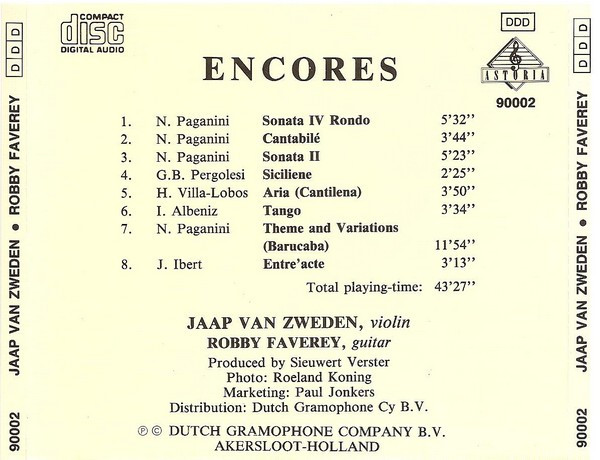 COMPACT
disc
DIGITAL AUDIO
DDD
ASTORIA
90002
ENCORES
1. N. Paganini Sonata IV Rondo 5'32''
2. N. Paganini Cantabilé 3'44''
3. N. Paganini Sonata II 5'23''
4. G.B. Pergolesi Siciliene 2'25''
5. H. Villa-Lobos Aria (Cantilena) 3'50''
6. I. Albeniz Tango 3'34''
7. N. Paganini Theme and Variations
(Barucaba) 11'54''
8. J. Ibert Entre'acte 3'13''
Total playing-time: 43'27''
JAAP VAN ZWEDEN, violin
ROBBY FAVEREY, guitar
Produced by Sieuwert Verster
Photo: Roeland Koning
Marketing: Paul Jonkers
Distribution: Dutch Gramophone Cy B.V.
℗ © DUTCH GRAMOPHONE COMPANY B.V.
AKERSLOOT-HOLLAND
90002 JAAP VAN ZWEDEN • ROBBY FAVEREY DDD
90002 JAAP VAN ZWEDEN • ROBBY FAVEREY DDD